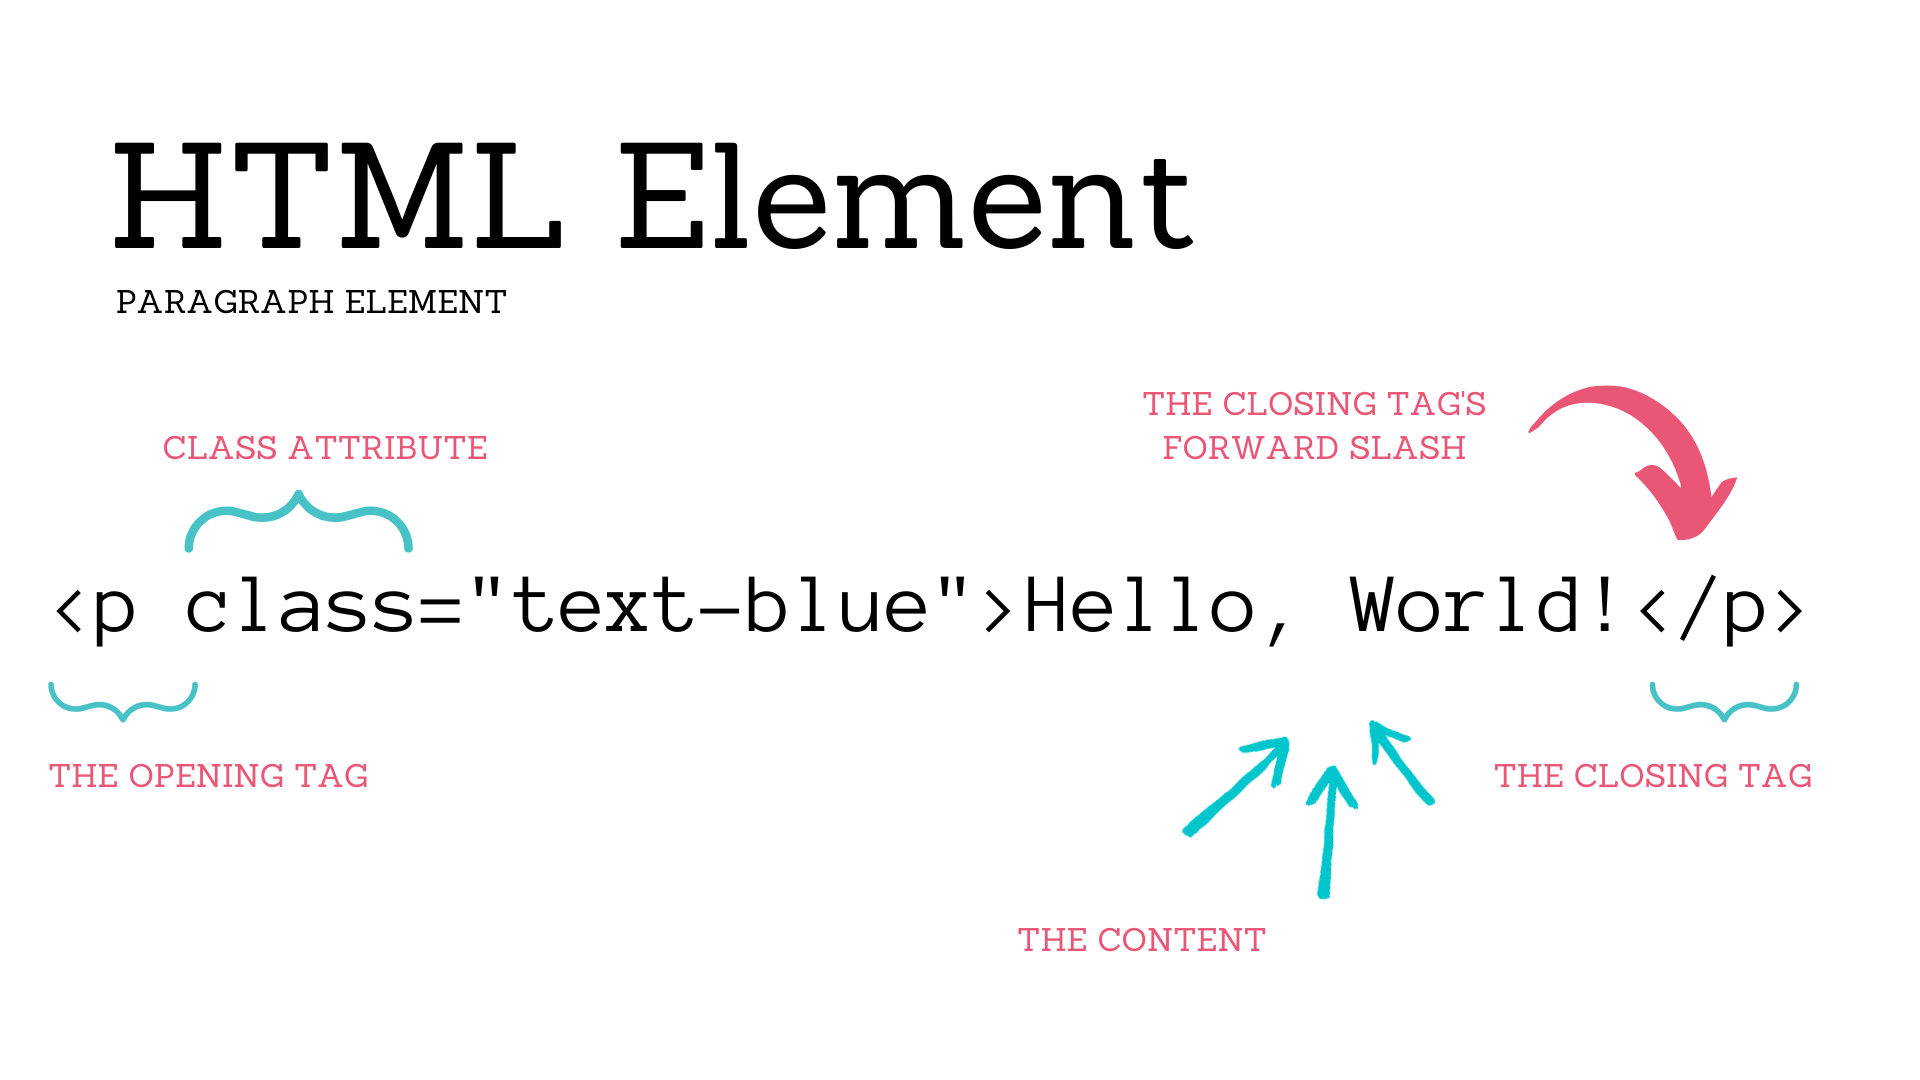 HTML Element
PARAGRAPH ELEMENT
THE CLOSING TAG'S
FORWARD SLASH
CLASS ATTRIBUTE
<p class="text-blue">Hello, World!</p>
THE OPENING TAG
THE CLOSING TAG
THE CONTENT